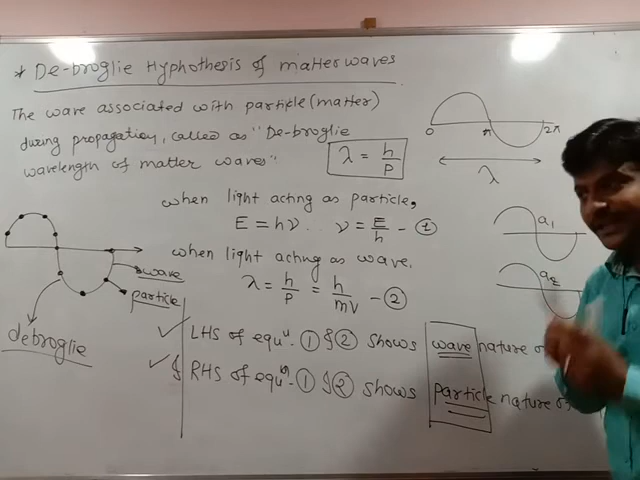 * De-broglie Hyphothesis of matter waves
The wave associated with particle (matter)
during propagation, called as "De-broglie
wavelength of matter waves"
λ = h/P
0 π 2π
λ
when light acting as particle,
E = hν .. ν = E/h - ①
when light acting as wave,
λ = h/P = h/mv - ②
a1
a2
wave
particle
debroglie
✓ LHS of equⁿ. ① & ② shows wave nature of
✓ & RHS of equⁿ. ① & ② shows particle nature of